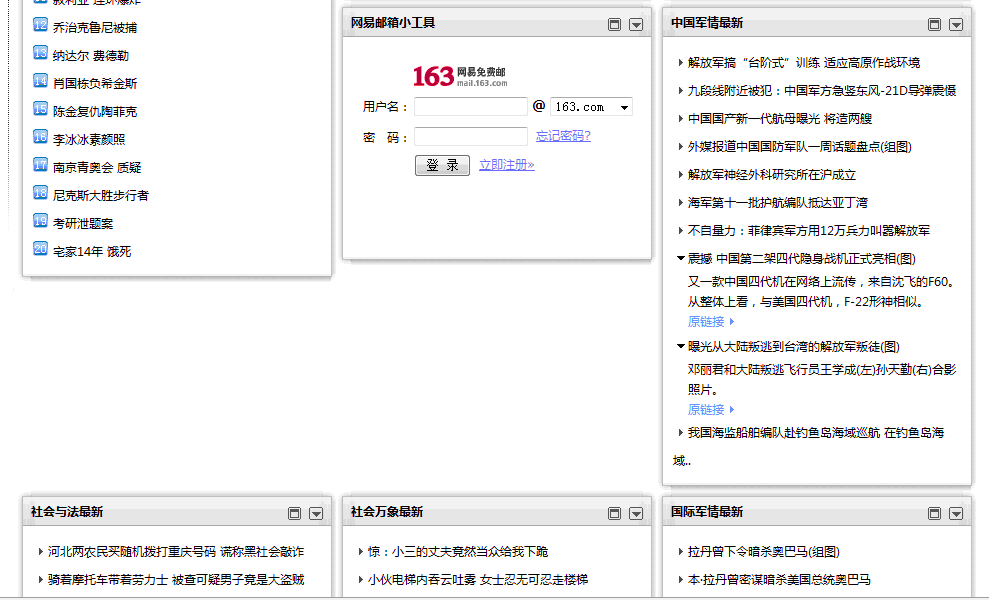 12 乔治克鲁尼被捕
13 纳达尔 费德勒
14 肖国栋负希金斯
15 陈金复仇陶菲克
16 李冰冰素颜照
17 南京青奥会 质疑
18 尼克斯大胜步行者
19 考研泄题案
20 宅家14年 饿死
网易邮箱小工具
163 网易免费邮
mail.163.com
用户名： @ 163.com
密 码： 忘记密码?
登 录 立即注册»
中国军情最新
解放军搞“台阶式”训练 适应高原作战环境
九段线附近被犯：中国军方急竖东风-21D导弹震慑
中国国产新一代航母曝光 将造两艘
外媒报道中国国防军队一周话题盘点(组图)
解放军神经外科研究所在沪成立
海军第十一批护航编队抵达亚丁湾
不自量力：菲律宾军方用12万兵力叫嚣解放军
震撼 中国第二架四代隐身战机正式亮相(图)
又一款中国四代机在网络上流传，来自沈飞的F60。
从整体上看，与美国四代机，F-22形神相似。
原链接
曝光从大陆叛逃到台湾的解放军叛徒(图)
邓丽君和大陆叛逃飞行员王学成(左)孙天勤(右)合影
照片。
原链接
我国海监船舶编队赴钓鱼岛海域巡航 在钓鱼岛海
域..
社会与法最新
河北两农民买随机拨打重庆号码 谎称黑社会敲诈
骑着摩托车带着劳力士 被查可疑男子竟是大盗贼
社会万象最新
惊：小三的丈夫竟然当众给我下跪
小伙电梯内吞云吐雾 女士忍无可忍走楼梯
国际军情最新
拉丹曾下令暗杀奥巴马(组图)
本·拉丹曾密谋暗杀美国总统奥巴马